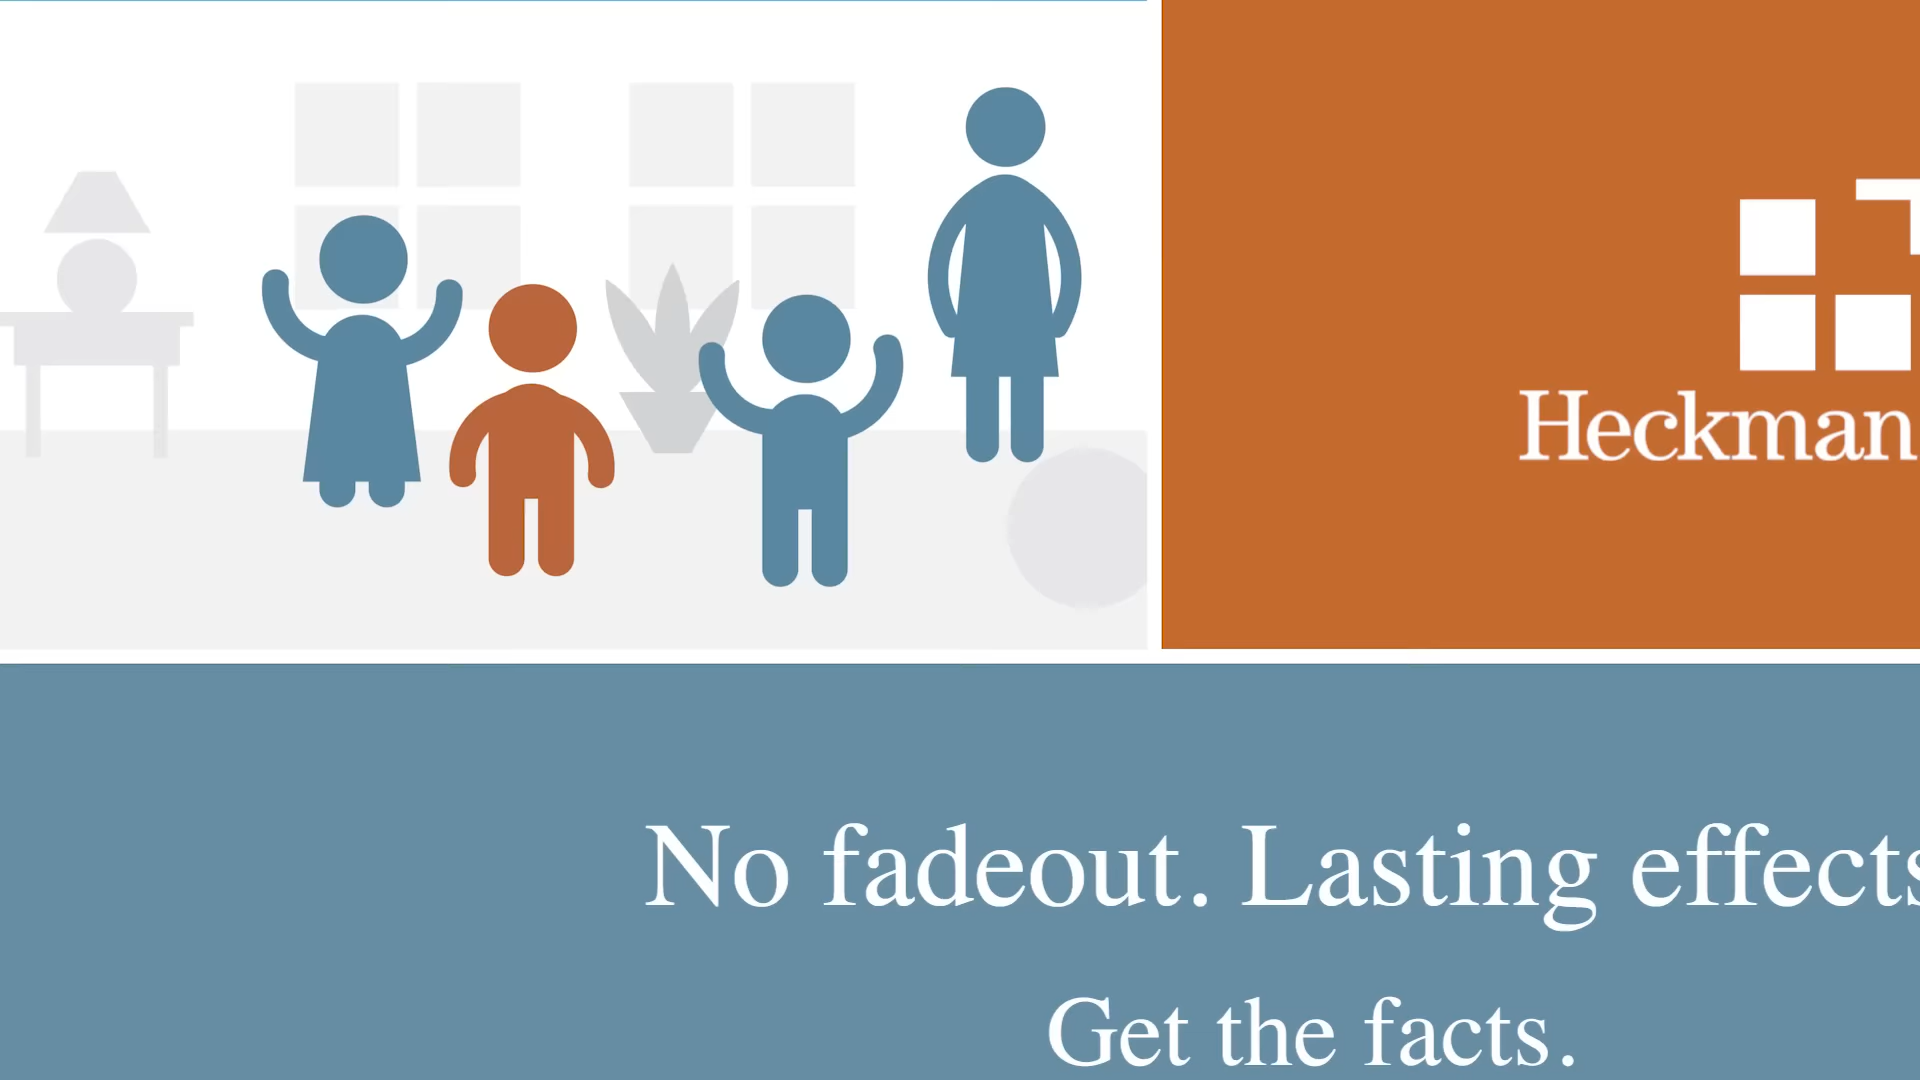 Heckman
No fadeout. Lasting effects
Get the facts.